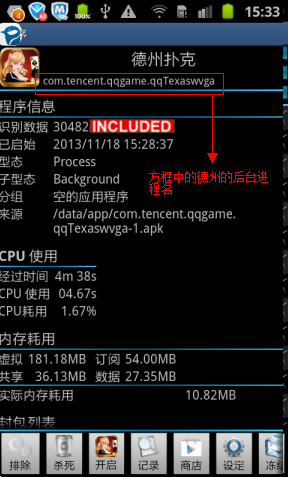 4
60
100%
15:33
序
德州扑克
com.tencent.qqgame.qqTexaswvga
程序信息
识别数据 30482 INCLUDED
已启始 2013/11/18 15:28:37
型态 Process
子型态 Background
分组 空的应用程序
来源 /data/app/com.tencent.qqgame.
qqTexaswvga-1.apk
方框中的德州的后台进
程名
CPU 使用
经过时间 4m 38s
CPU 使用 04.67s
CPU耗用 1.67%
内存耗用
虚拟 181.18MB 订阅 54.00MB
共享 36.13MB 数据 27.35MB
实际内存耗用 10.82MB
封包列表
排除 杀死 开启 记录 商店 设定 冻结